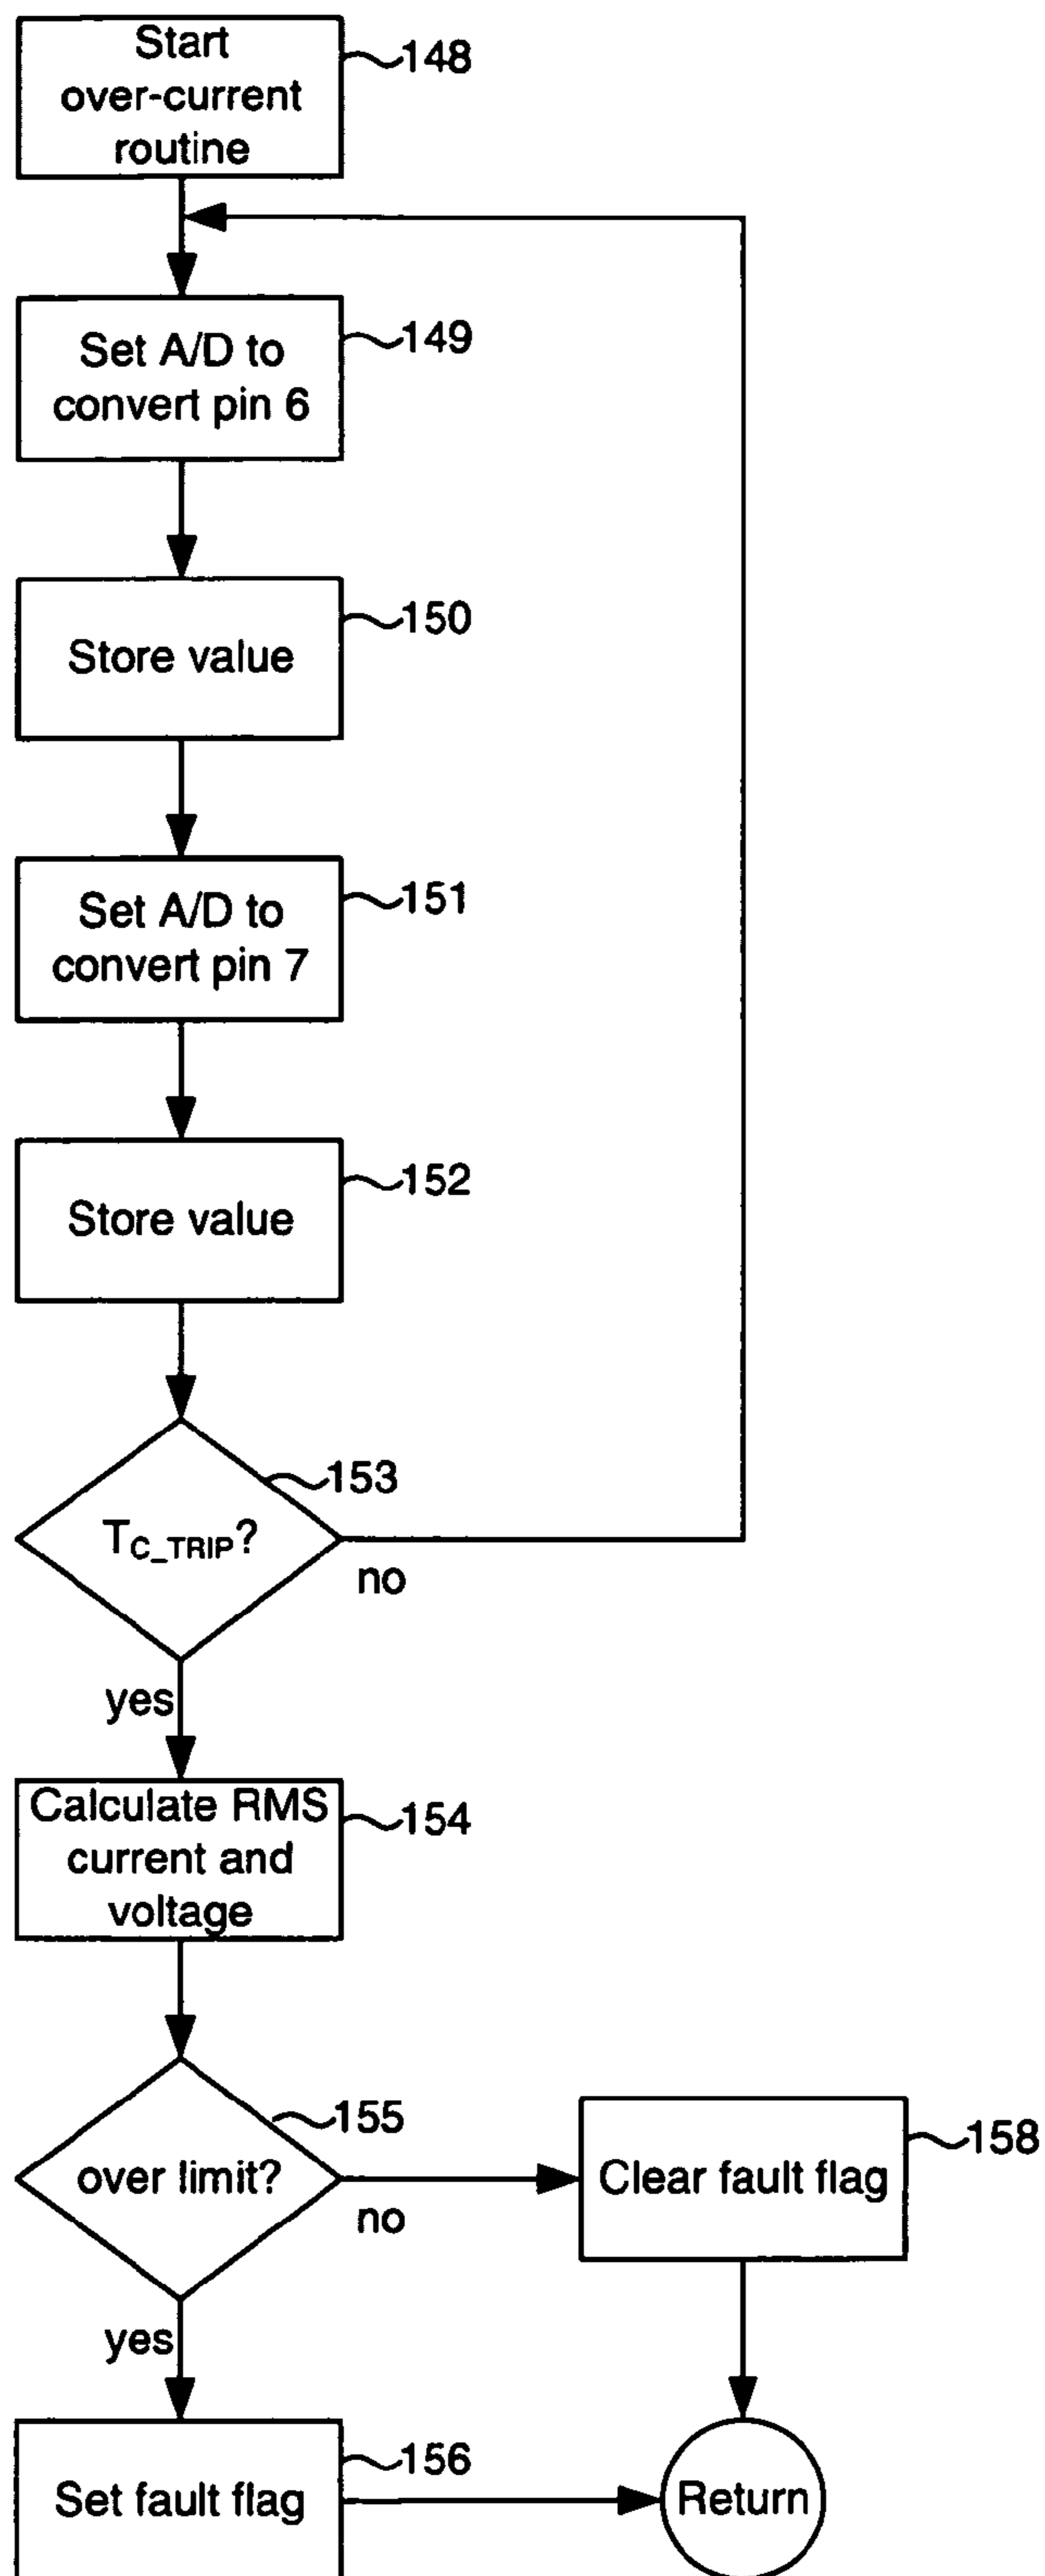 Start
over-current
routine
148
Set A/D to
convert pin 6
149
Store value
150
Set A/D to
convert pin 7
151
Store value
152
T_C_TRIP?
153
no
yes
Calculate RMS
current and
voltage
154
over limit?
155
no
Clear fault flag
158
yes
Set fault flag
156
Return